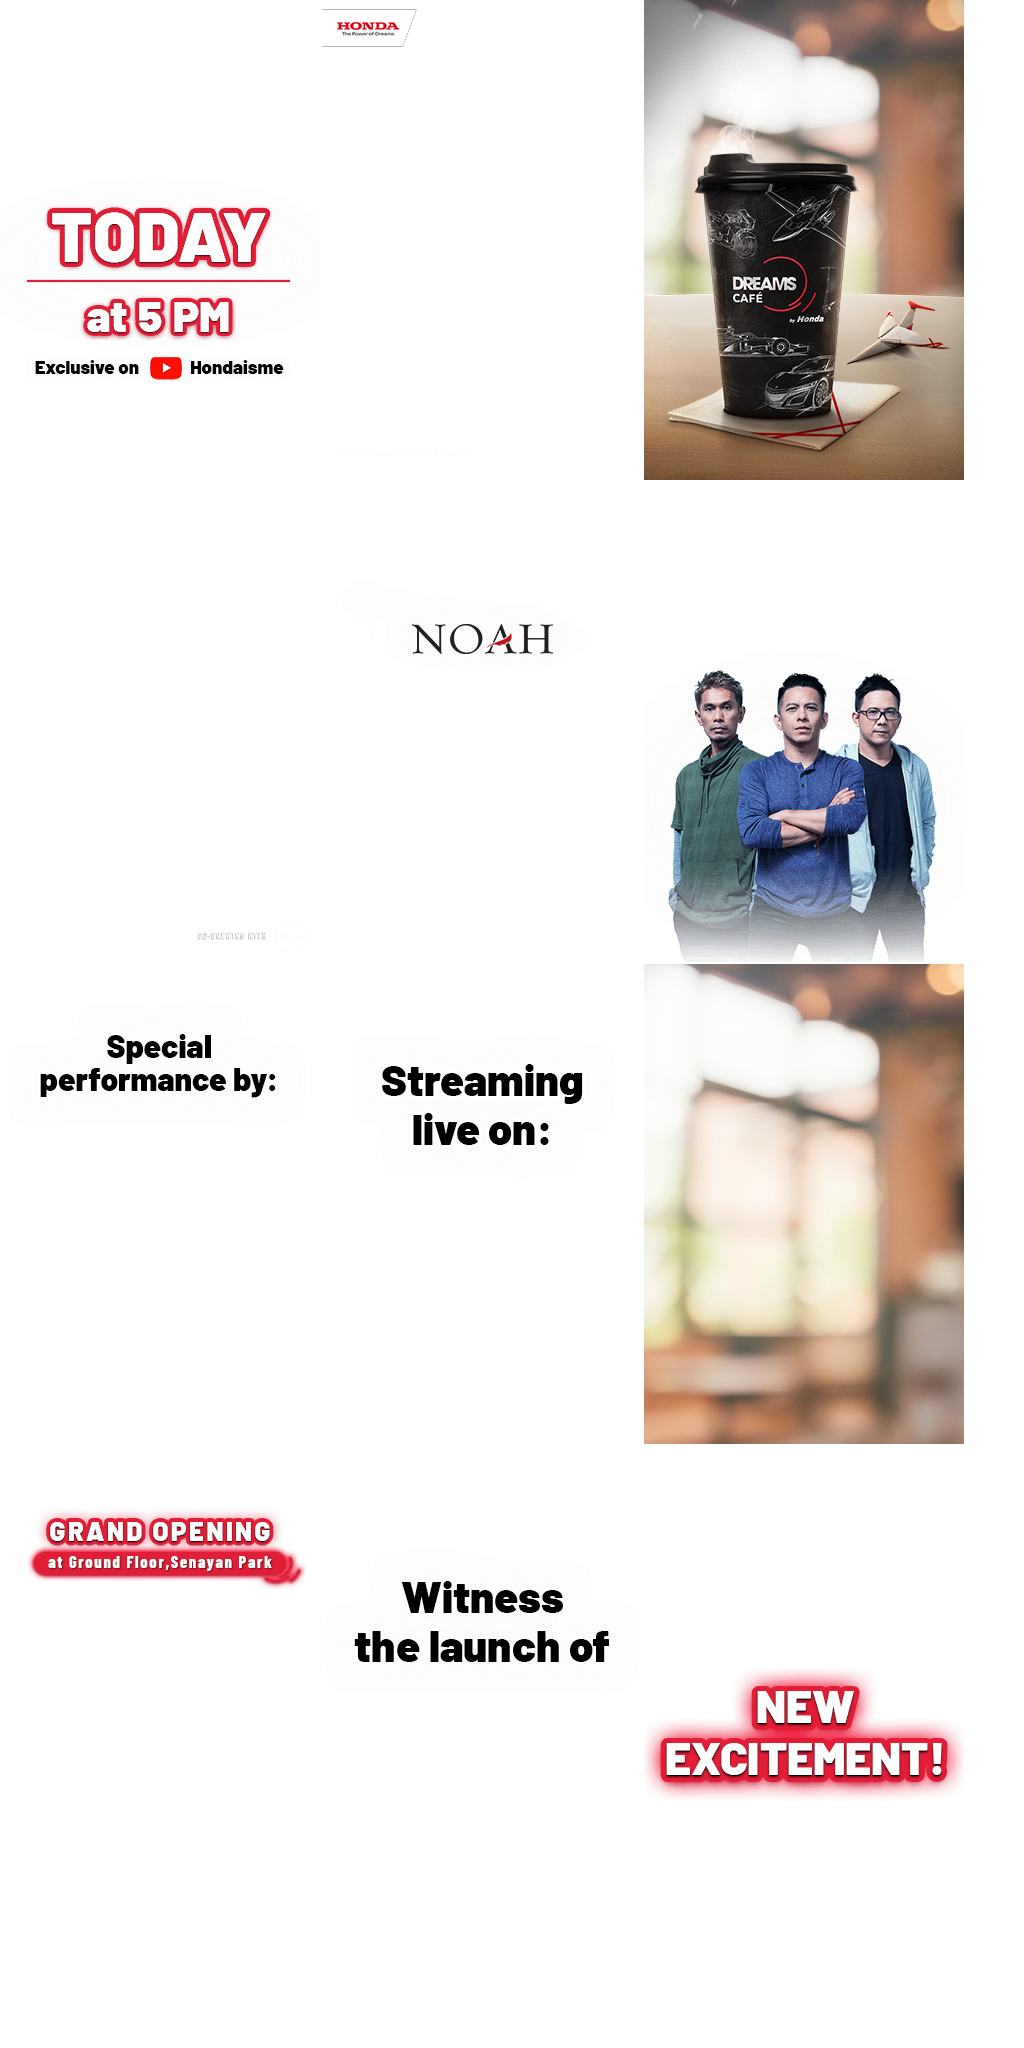 HONDA
The Power of Dreams
TODAY
at 5 PM
Exclusive on Hondaisme
DREAMS
CAFÉ
by Honda
NOAH
Special
performance by:
Streaming
live on:
GRAND OPENING
at Ground Floor,Senayan Park
Witness
the launch of
NEW
EXCITEMENT!